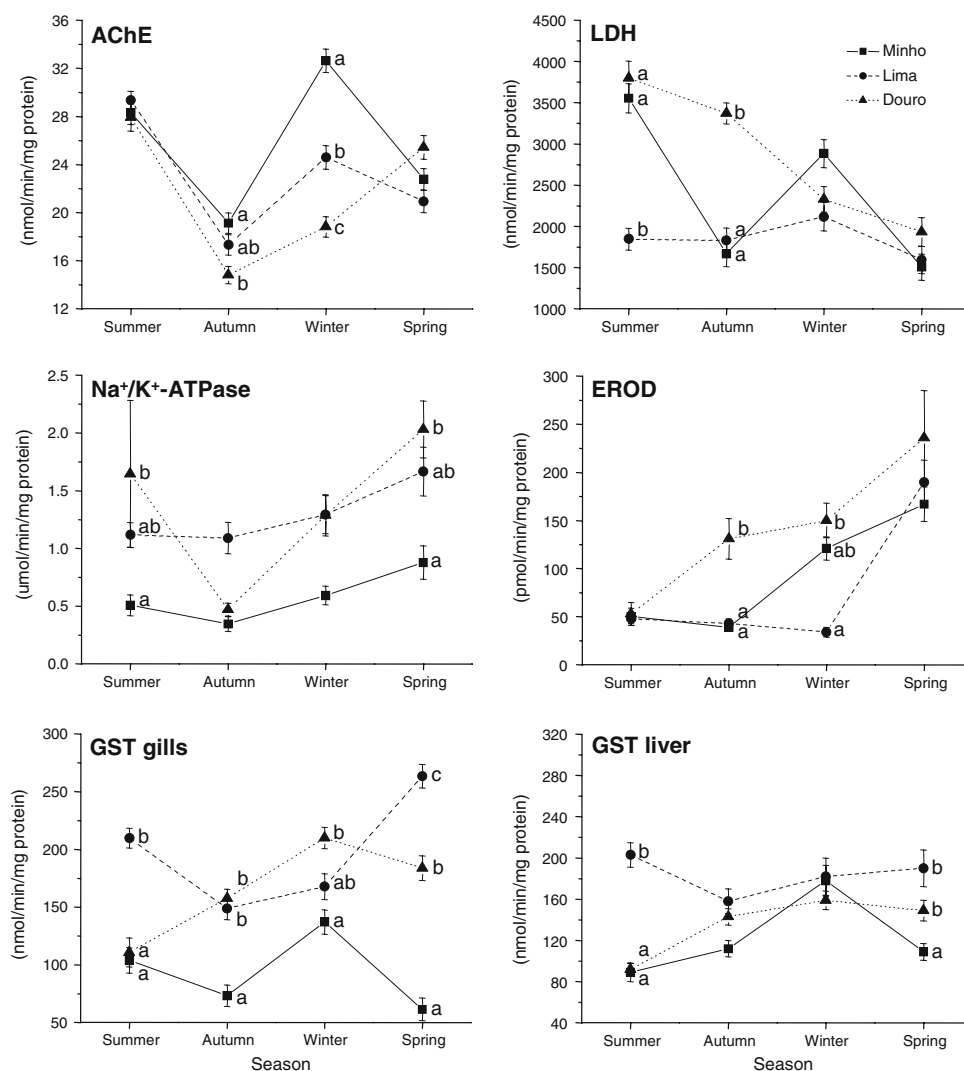 AChE
(nmol/min/mg protein)
36
32
28
24
20
16
12
a
a
b
ab
c
b
Summer Autumn Winter Spring
LDH
(nmol/min/mg protein)
4500
4000
3500
3000
2500
2000
1500
1000
Minho
Lima
Douro
a
a
b
b
a
a
Summer Autumn Winter Spring
Na⁺/K⁺-ATPase
(umol/min/mg protein)
2.5
2.0
1.5
1.0
0.5
0.0
b
b
ab
ab
a
a
Summer Autumn Winter Spring
EROD
(pmol/min/mg protein)
300
250
200
150
100
50
0
b
b
ab
a
a
a
Summer Autumn Winter Spring
GST gills
(nmol/min/mg protein)
300
250
200
150
100
50
c
b
b
b
b
ab
b
a
a
a
a
a
Summer Autumn Winter Spring
Season
GST liver
(nmol/min/mg protein)
320
280
240
200
160
120
80
40
b
b
b
a
a
Summer Autumn Winter Spring
Season